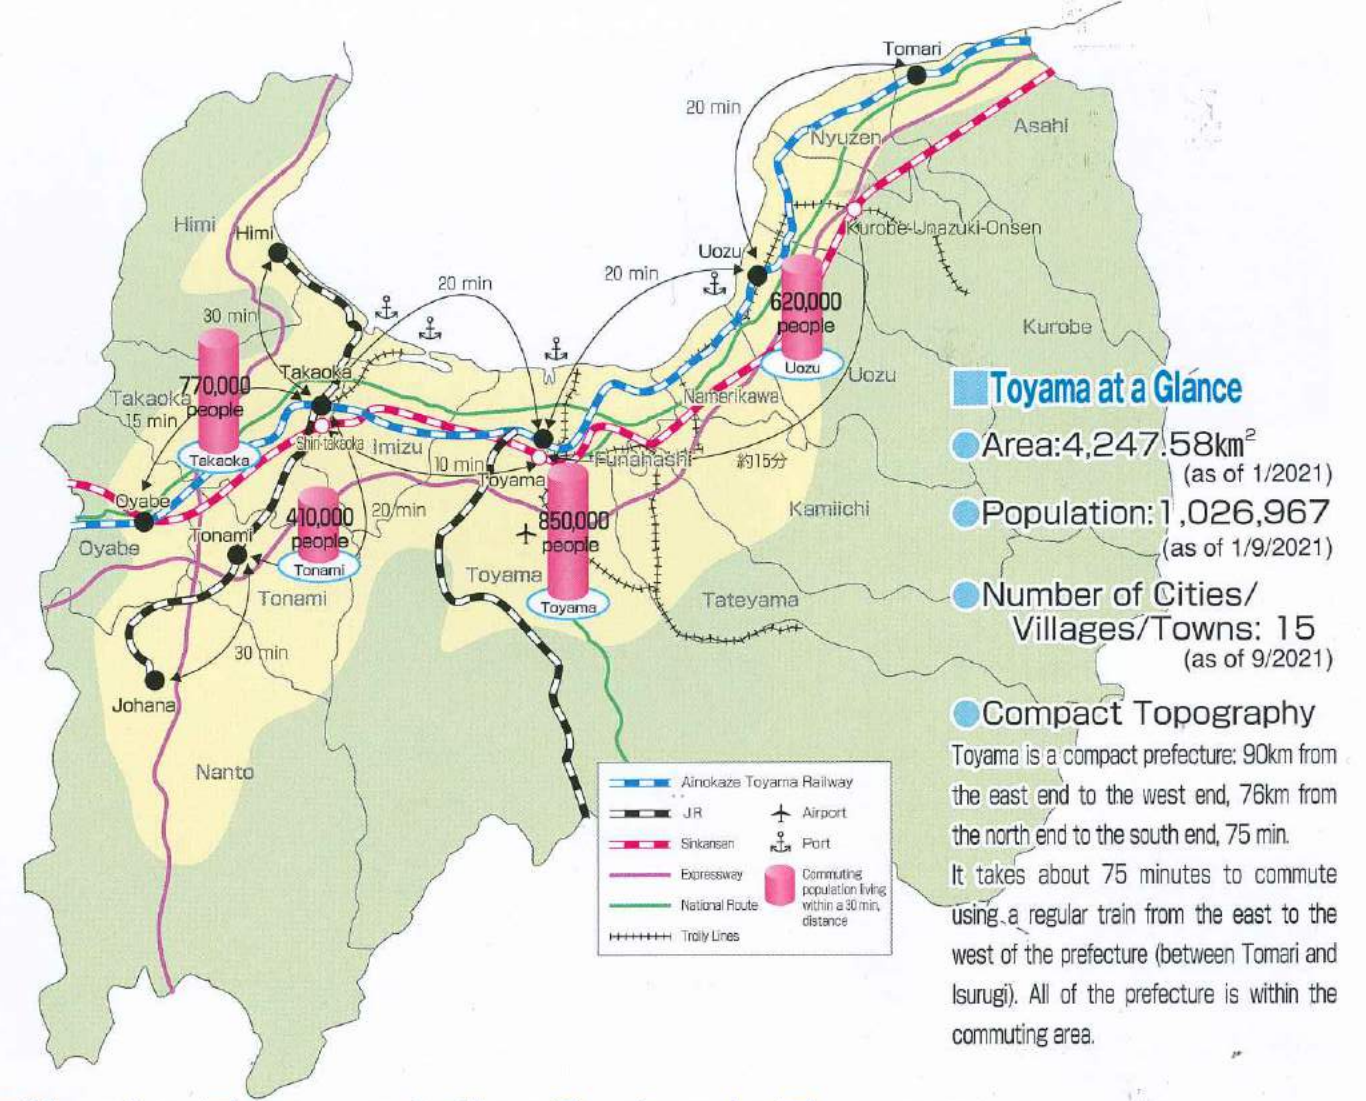 Tomari
20 min
Asahi
Nyuzen
Himi
Himi
Kurobe-Unazuki-Onsen
Uozu
20 min
20 min
620,000
people
30 min
Kurobe
Uozu
Uozu
Takaoka
770,000
people
Takaoka
15 min
Takaoka
Namerikawa
Shin-takaoka
Imizu
10 min
Funahashi
約15分
Toyama
Oyabe
Oyabe
410,000
people
20 min
Tonami
Tonami
Tonami
850,000
people
Toyama
Toyama
Kamiichi
Tateyama
30 min
Johana
Nanto
Ainokaze Toyama Railway
JR
Sinkansen
Expressway
National Route
Trolly Lines
Airport
Port
Commuting
population living
within a 30 min,
distance
Toyama at a Glance
Area:4,247.58km²
(as of 1/2021)
Population:1,026,967
(as of 1/9/2021)
Number of Cities/
Villages/Towns: 15
(as of 9/2021)
Compact Topography
Toyama is a compact prefecture: 90km from
the east end to the west end, 76km from
the north end to the south end, 75 min.
It takes about 75 minutes to commute
using a regular train from the east to the
west of the prefecture (between Tomari and
Isurugi). All of the prefecture is within the
commuting area.